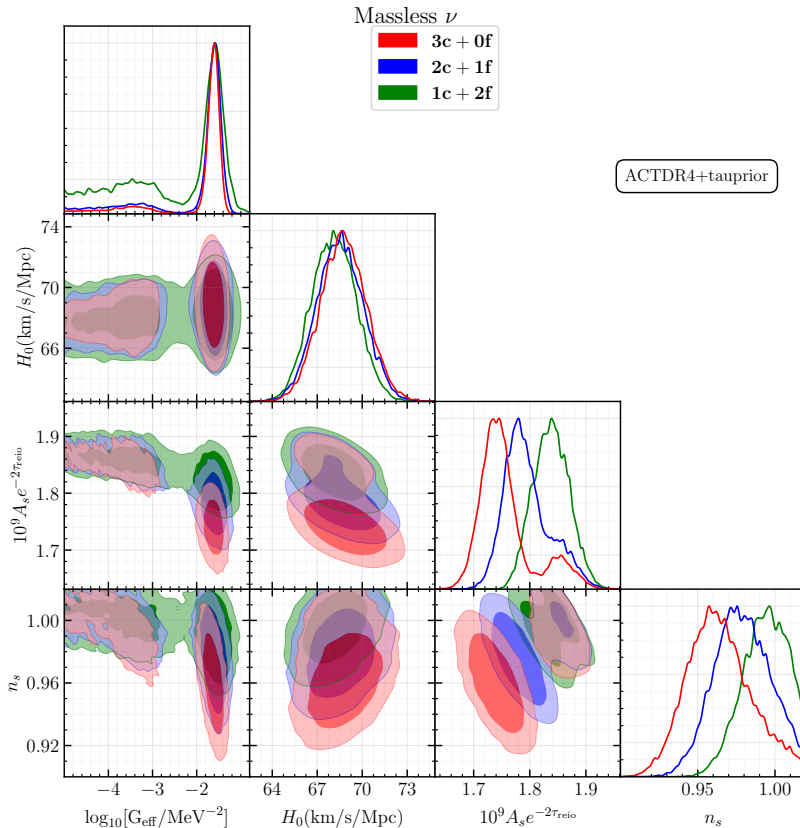 Massless ν
3c + 0f
2c + 1f
1c + 2f
ACTDR4+tauprior
74
70
66
H₀(km/s/Mpc)
1.9
1.8
1.7
10⁹Aₛe^{−2τ_reio}
1.00
0.96
0.92
nₛ
−4 −3 −2
64 67 70 73
1.7 1.8 1.9
0.95 1.00
log₁₀[G_eff/MeV⁻²]
H₀(km/s/Mpc)
10⁹Aₛe^{−2τ_reio}
nₛ